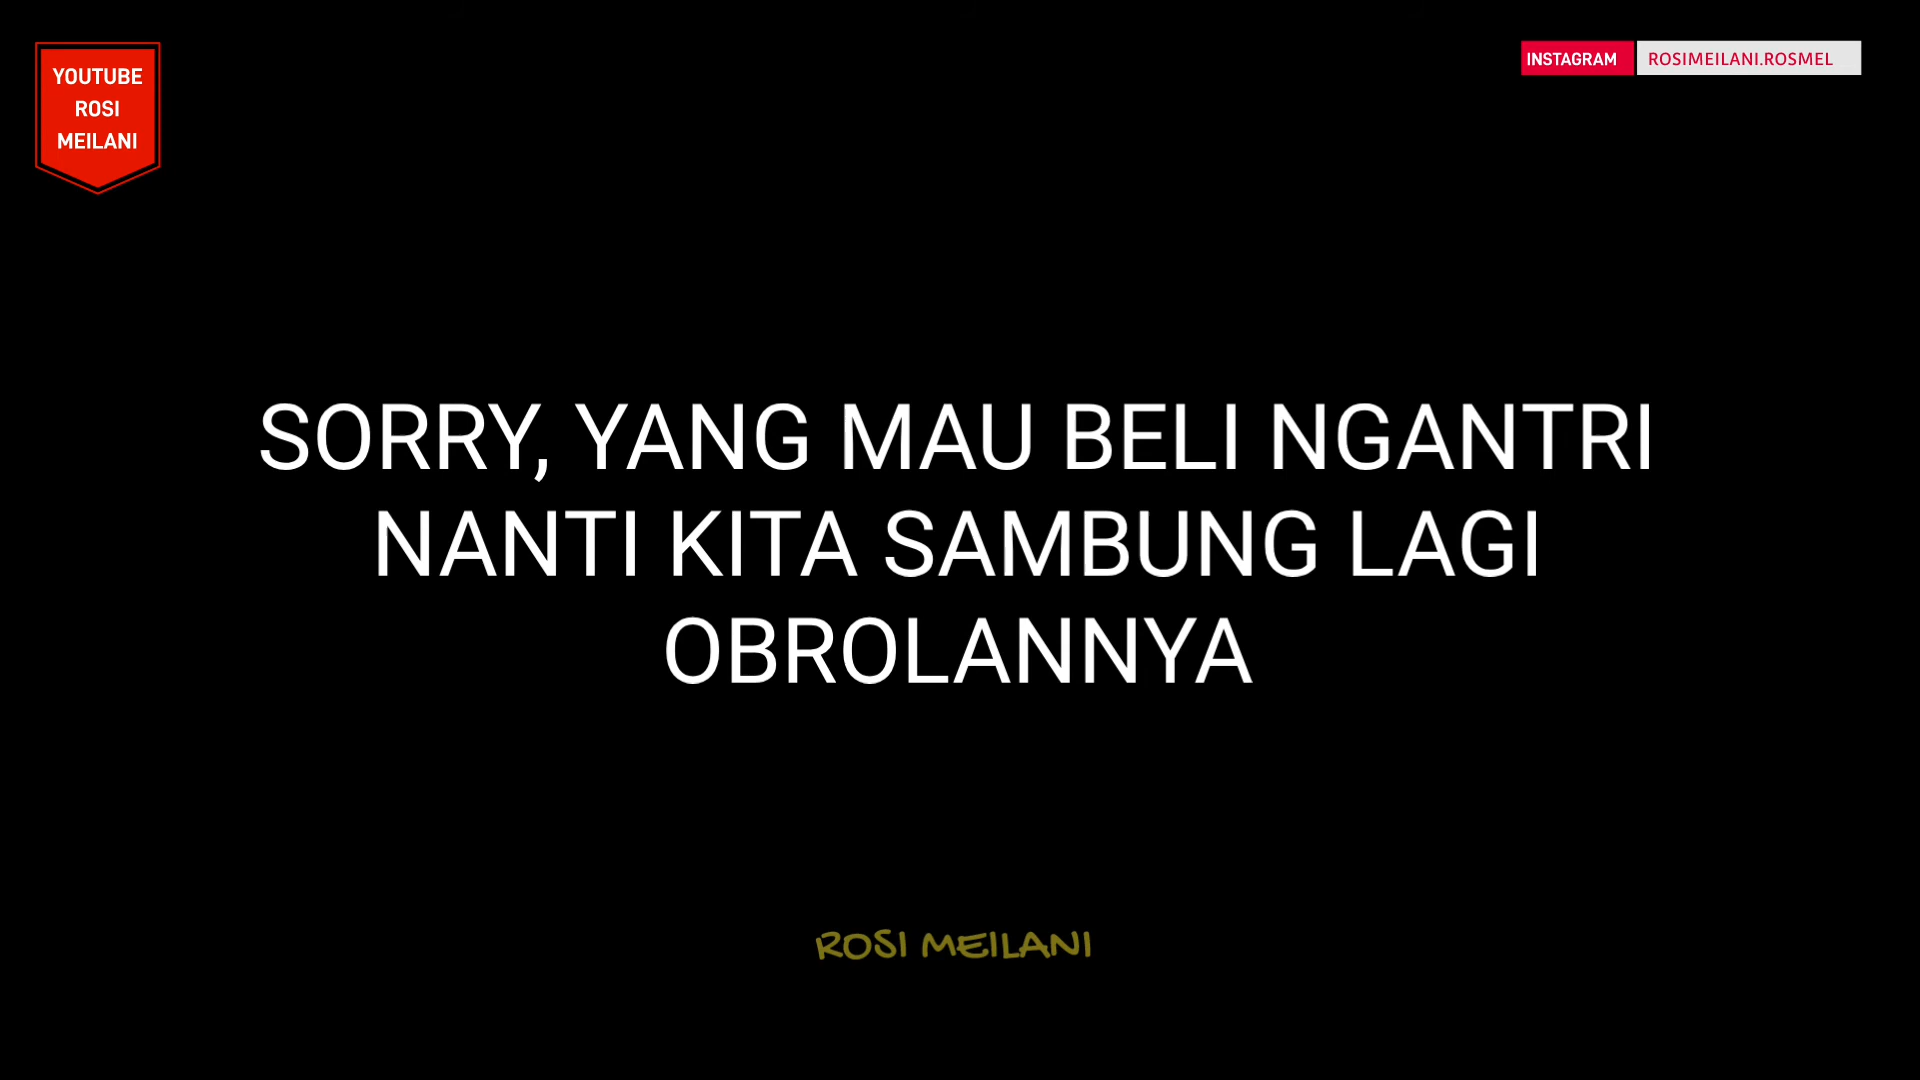 YOUTUBE
ROSI
MEILANI
INSTAGRAM ROSIMEILANI.ROSMEL
SORRY, YANG MAU BELI NGANTRI
NANTI KITA SAMBUNG LAGI
OBROLANNYA
ROSI MEILANI